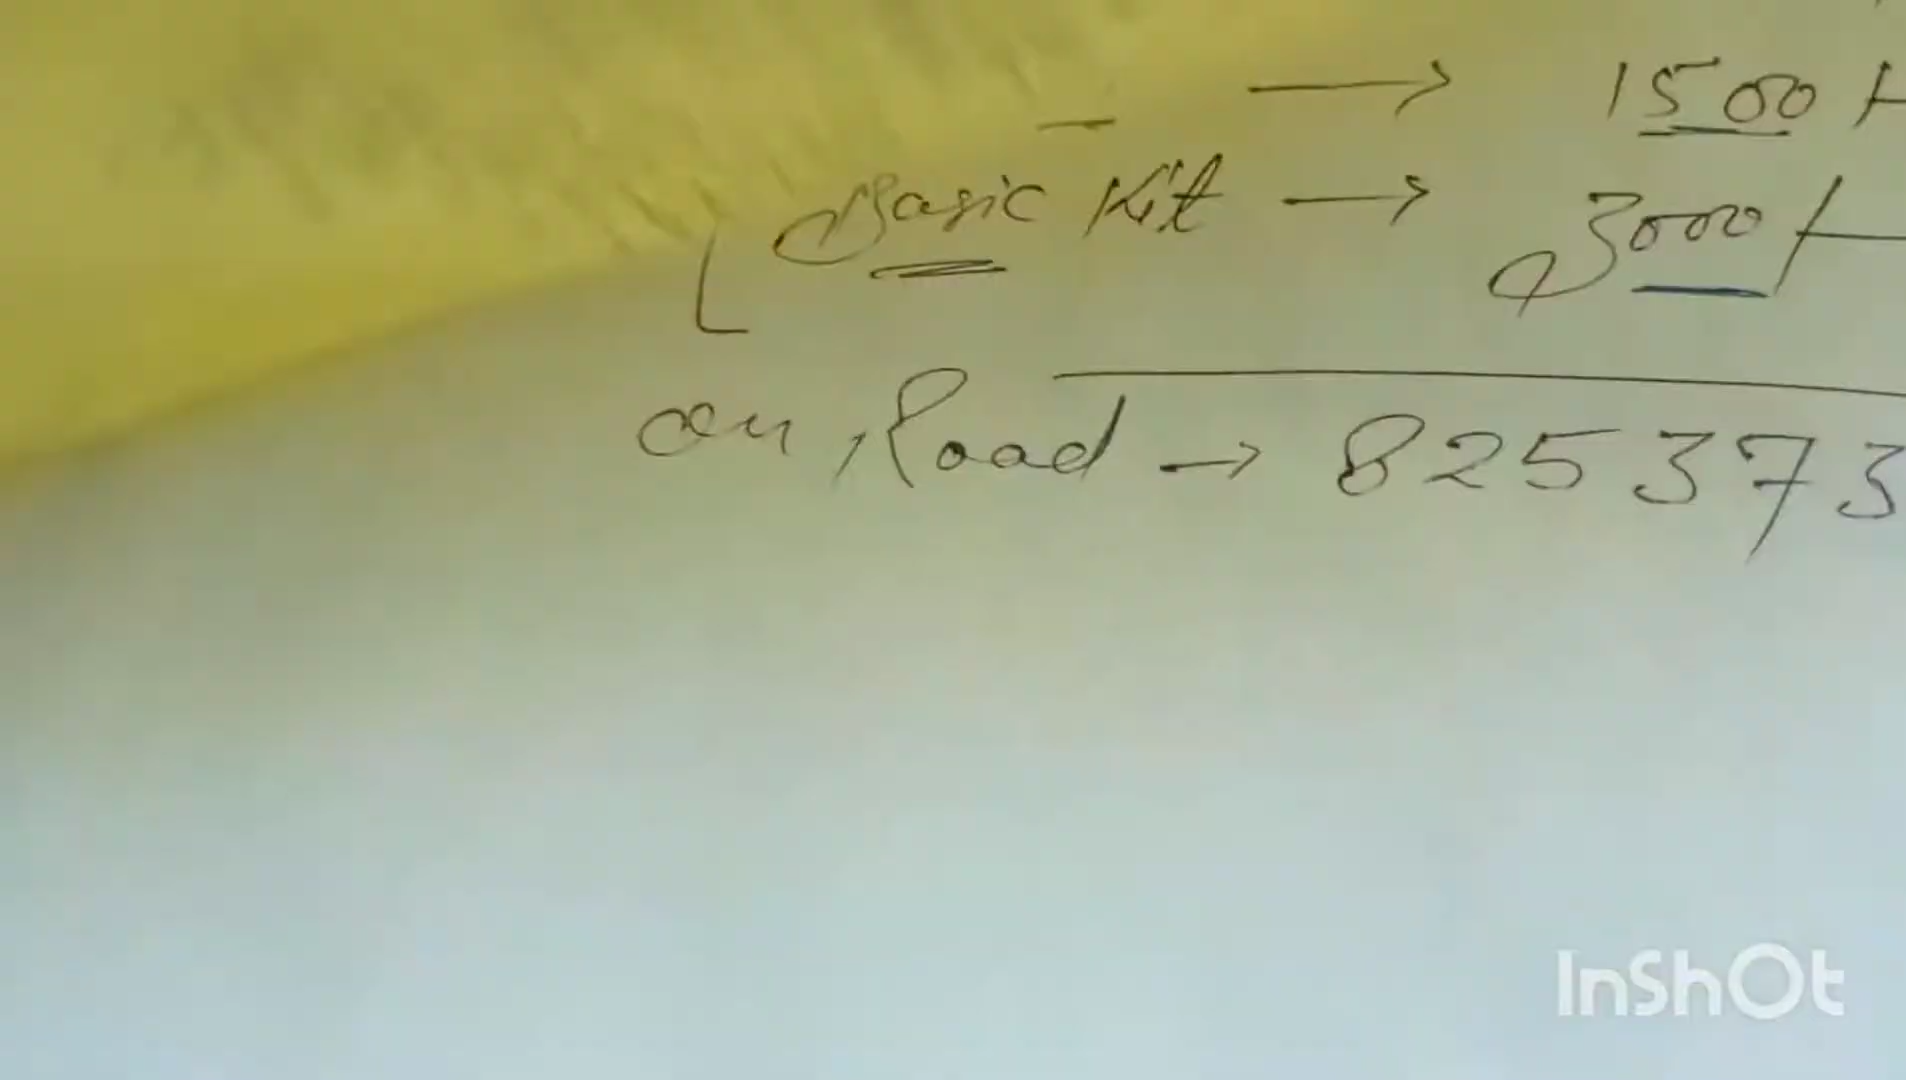 → 1500/-
Basic Kit → 3000/-
on Road → 825373
InShOt